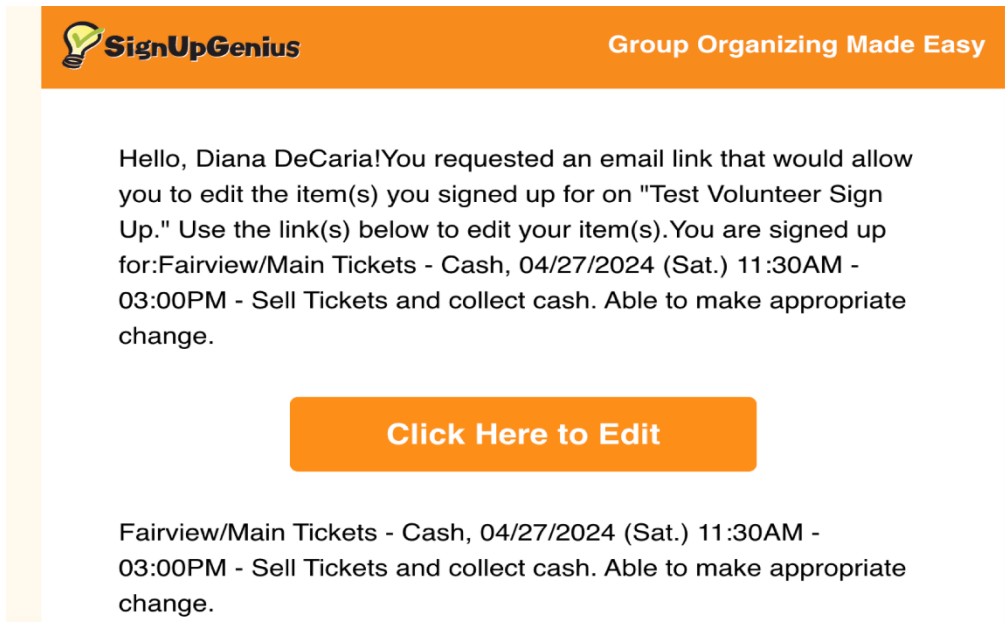 SignUpGenius
Group Organizing Made Easy
Hello, Diana DeCaria!You requested an email link that would allow
you to edit the item(s) you signed up for on "Test Volunteer Sign
Up." Use the link(s) below to edit your item(s).You are signed up
for:Fairview/Main Tickets - Cash, 04/27/2024 (Sat.) 11:30AM -
03:00PM - Sell Tickets and collect cash. Able to make appropriate
change.
Click Here to Edit
Fairview/Main Tickets - Cash, 04/27/2024 (Sat.) 11:30AM -
03:00PM - Sell Tickets and collect cash. Able to make appropriate
change.